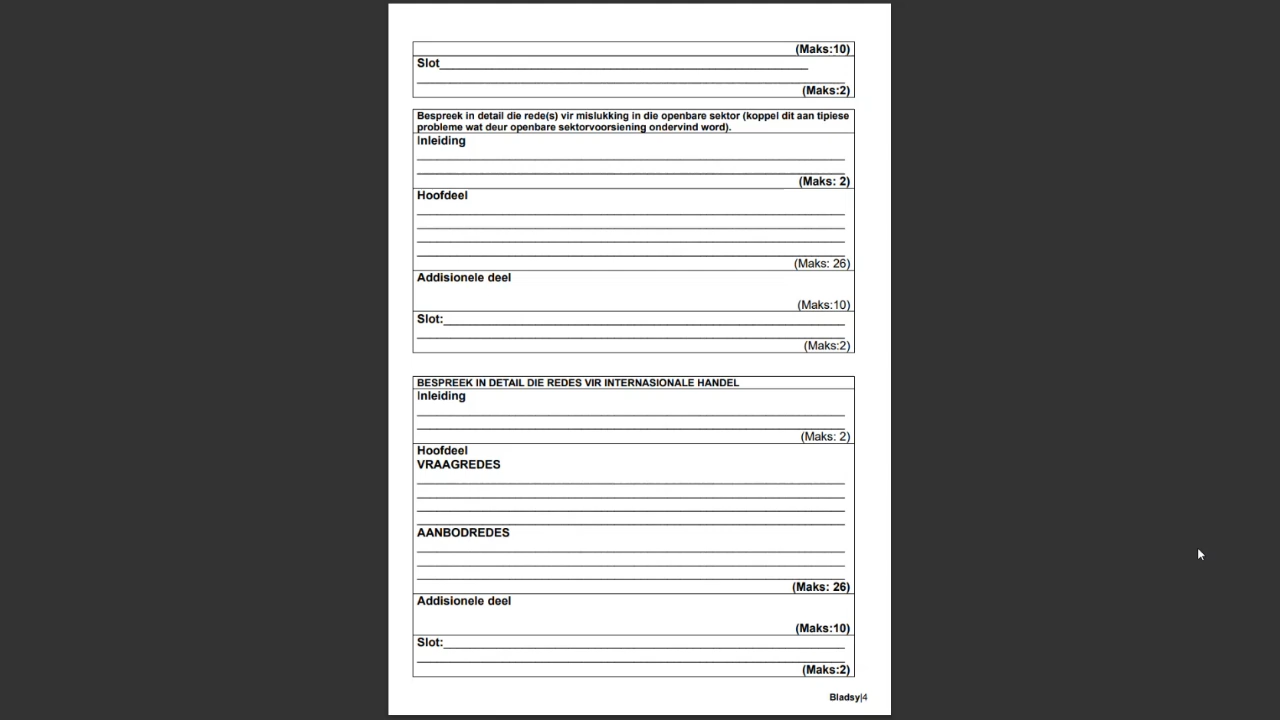 (Maks:10)
Slot
(Maks:2)
Bespreek in detail die rede(s) vir mislukking in die openbare sektor (koppel dit aan tipiese
probleme wat deur openbare sektorvoorsiening ondervind word).
Inleiding
(Maks: 2)
Hoofdeel
(Maks: 26)
Addisionele deel
(Maks:10)
Slot:
(Maks:2)
BESPREEK IN DETAIL DIE REDES VIR INTERNASIONALE HANDEL
Inleiding
(Maks: 2)
Hoofdeel
VRAAGREDES
AANBODREDES
(Maks: 26)
Addisionele deel
(Maks:10)
Slot:
(Maks:2)
Bladsy|4